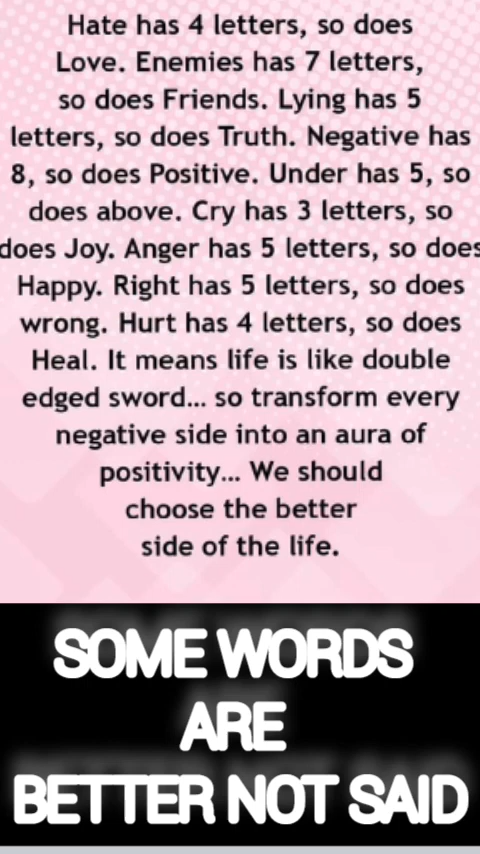 Hate has 4 letters, so does
Love. Enemies has 7 letters,
so does Friends. Lying has 5
letters, so does Truth. Negative has
8, so does Positive. Under has 5, so
does above. Cry has 3 letters, so
does Joy. Anger has 5 letters, so does
Happy. Right has 5 letters, so does
wrong. Hurt has 4 letters, so does
Heal. It means life is like double
edged sword... so transform every
negative side into an aura of
positivity... We should
choose the better
side of the life.
SOME WORDS
ARE
BETTER NOT SAID